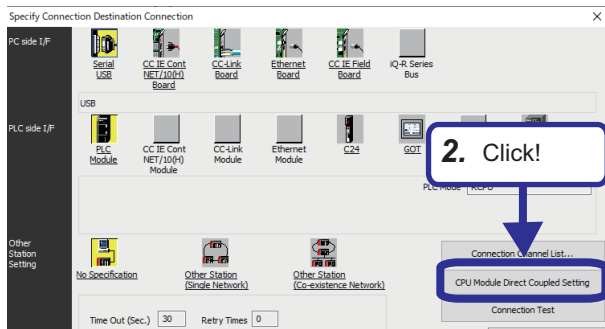 Specify Connection Destination Connection
PC side I/F
Serial USB
CC IE Cont NET/10(H) Board
CC-Link Board
Ethernet Board
CC IE Field Board
iQ-R Series Bus
USB
PLC side I/F
PLC Module
CC IE Cont NET/10(H) Module
CC-Link Module
Ethernet Module
C24
GOT
2. Click!
PLC Mode RCPU
Other Station Setting
No Specification
Other Station (Single Network)
Other Station (Co-existence Network)
Connection Channel List...
CPU Module Direct Coupled Setting
Connection Test
Time Out (Sec.) 30 Retry Times 0